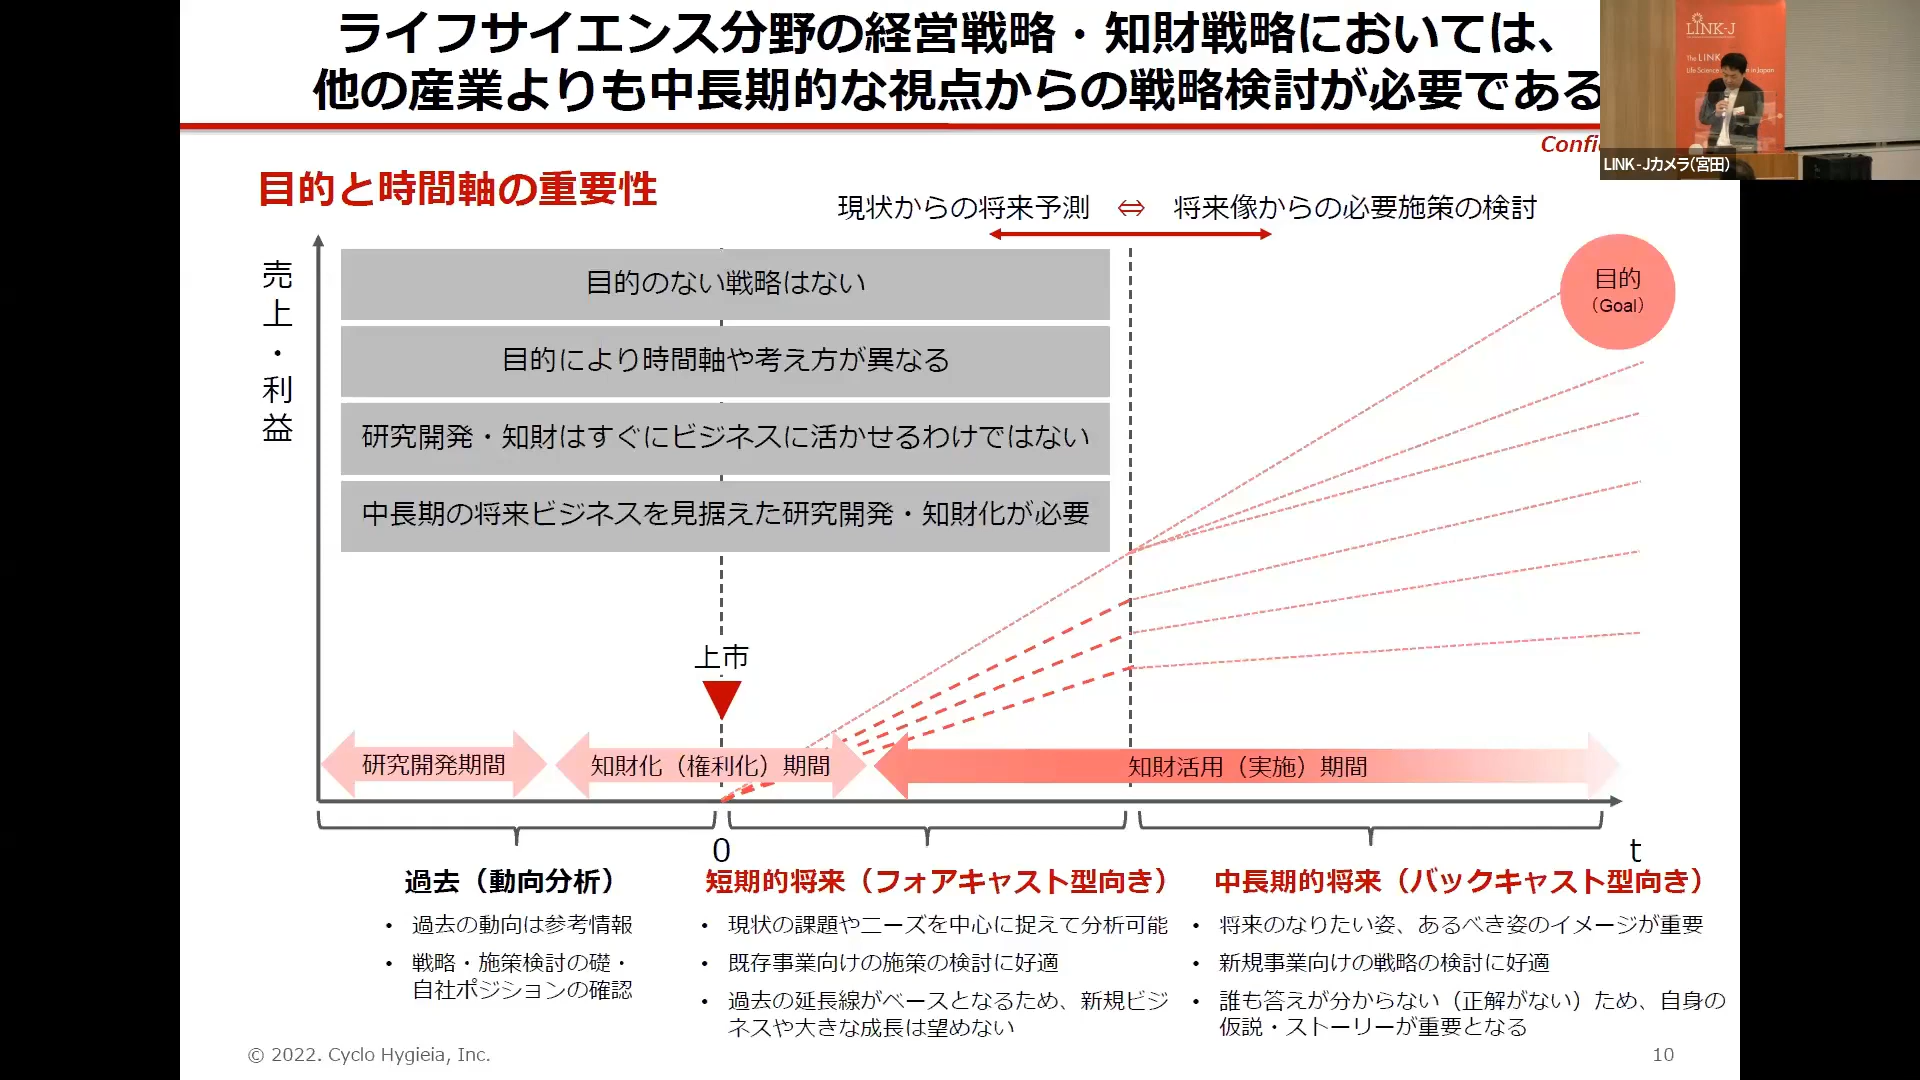 ライフサイエンス分野の経営戦略・知財戦略においては、
他の産業よりも中長期的な視点からの戦略検討が必要である
LINK-J
The LINK
Life Science
in Japan
LINK-Jカメラ(宮田)
目的と時間軸の重要性
現状からの将来予測 ⇔ 将来像からの必要施策の検討
売上・利益
目的のない戦略はない
目的により時間軸や考え方が異なる
研究開発・知財はすぐにビジネスに活かせるわけではない
中長期の将来ビジネスを見据えた研究開発・知財化が必要
目的
（Goal）
上市
研究開発期間
知財化（権利化）期間
知財活用（実施）期間
0
t
過去（動向分析）
• 過去の動向は参考情報
• 戦略・施策検討の礎・
自社ポジションの確認
短期的将来（フォアキャスト型向き）
• 現状の課題やニーズを中心に捉えて分析可能
• 既存事業向けの施策の検討に好適
• 過去の延長線がベースとなるため、新規ビジ
ネスや大きな成長は望めない
中長期的将来（バックキャスト型向き）
• 将来のなりたい姿、あるべき姿のイメージが重要
• 新規事業向けの戦略の検討に好適
• 誰も答えが分からない（正解がない）ため、自身の
仮説・ストーリーが重要となる
© 2022. Cyclo Hygieia, Inc.
10